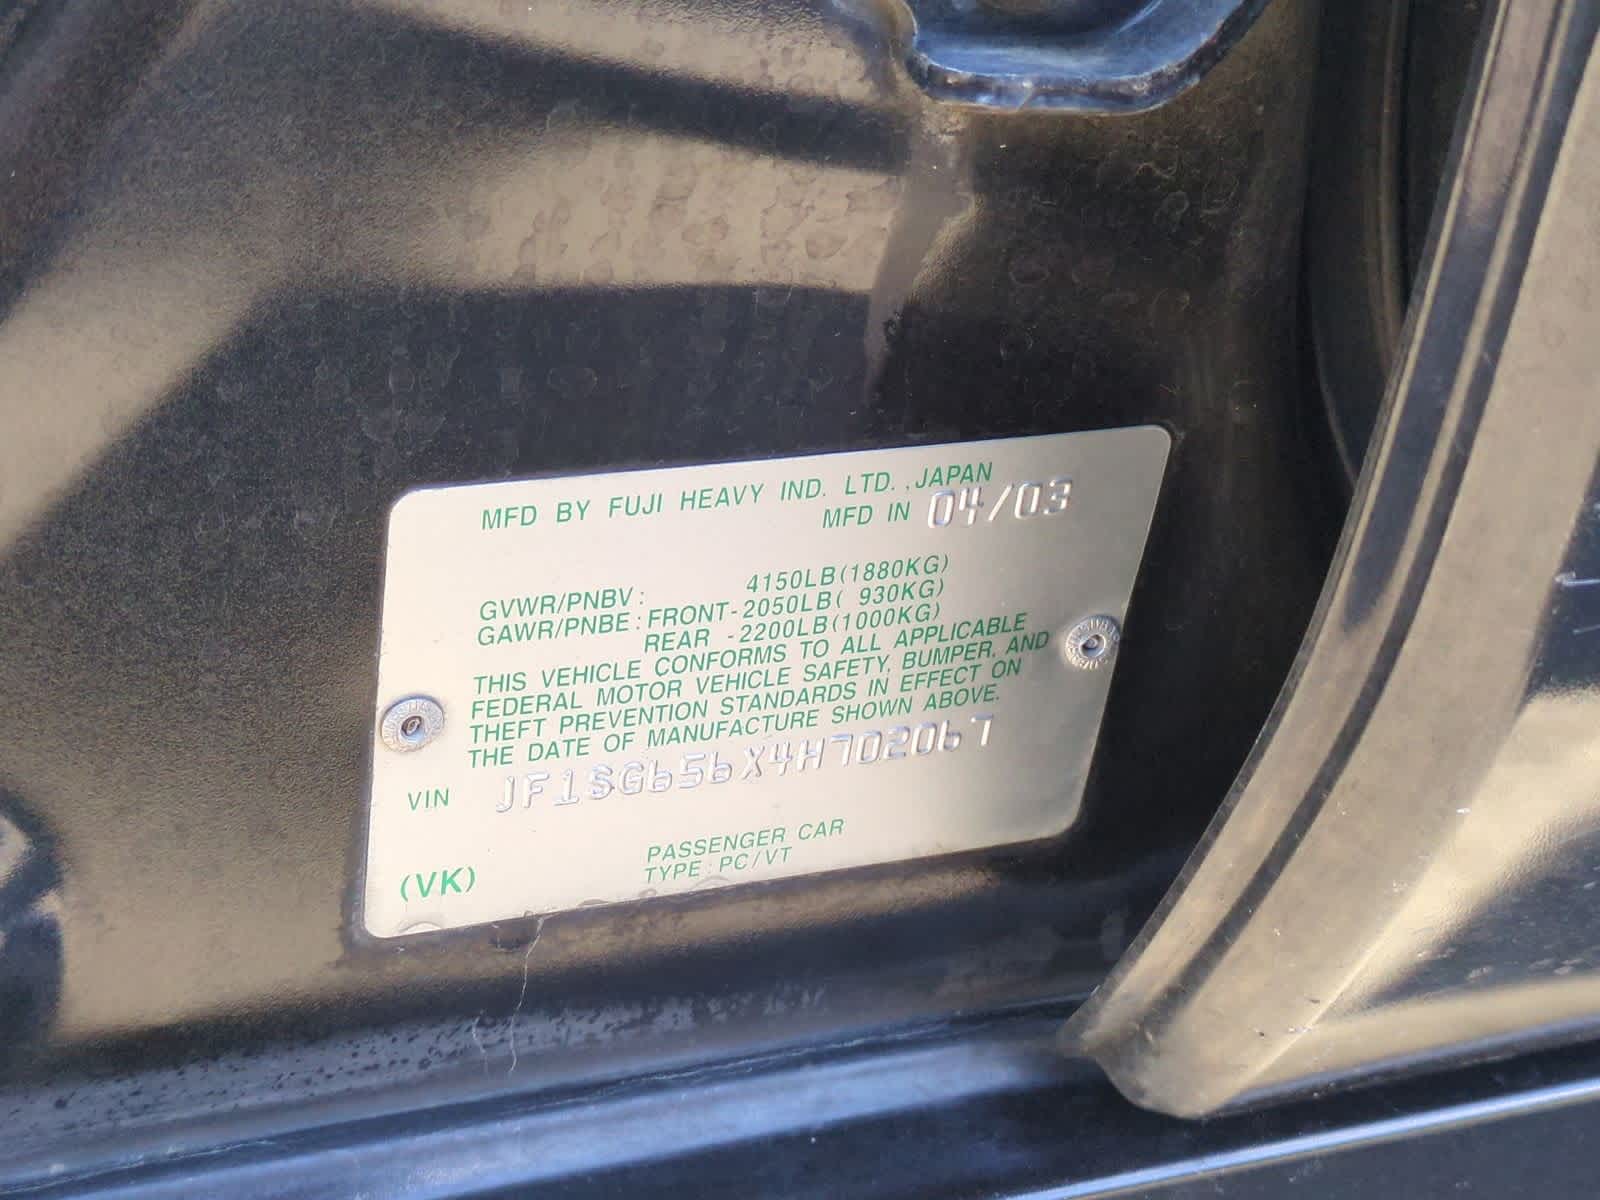 MFD BY FUJI HEAVY IND. LTD., JAPAN
MFD IN 04/03
GVWR/PNBV: 4150LB(1880KG)
GAWR/PNBE: FRONT-2050LB( 930KG)
REAR -2200LB(1000KG)
THIS VEHICLE CONFORMS TO ALL APPLICABLE
FEDERAL MOTOR VEHICLE SAFETY, BUMPER, AND
THEFT PREVENTION STANDARDS IN EFFECT ON
THE DATE OF MANUFACTURE SHOWN ABOVE.
VIN JF1SG656X4H702067
PASSENGER CAR
(VK) TYPE:PC/VT